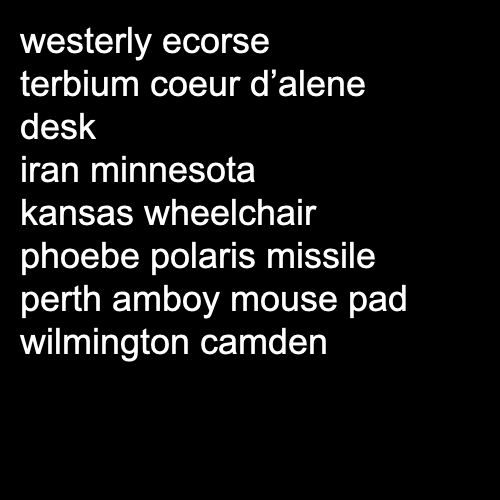 westerly ecorse
terbium coeur d’alene
desk
iran minnesota
kansas wheelchair
phoebe polaris missile
perth amboy mouse pad
wilmington camden